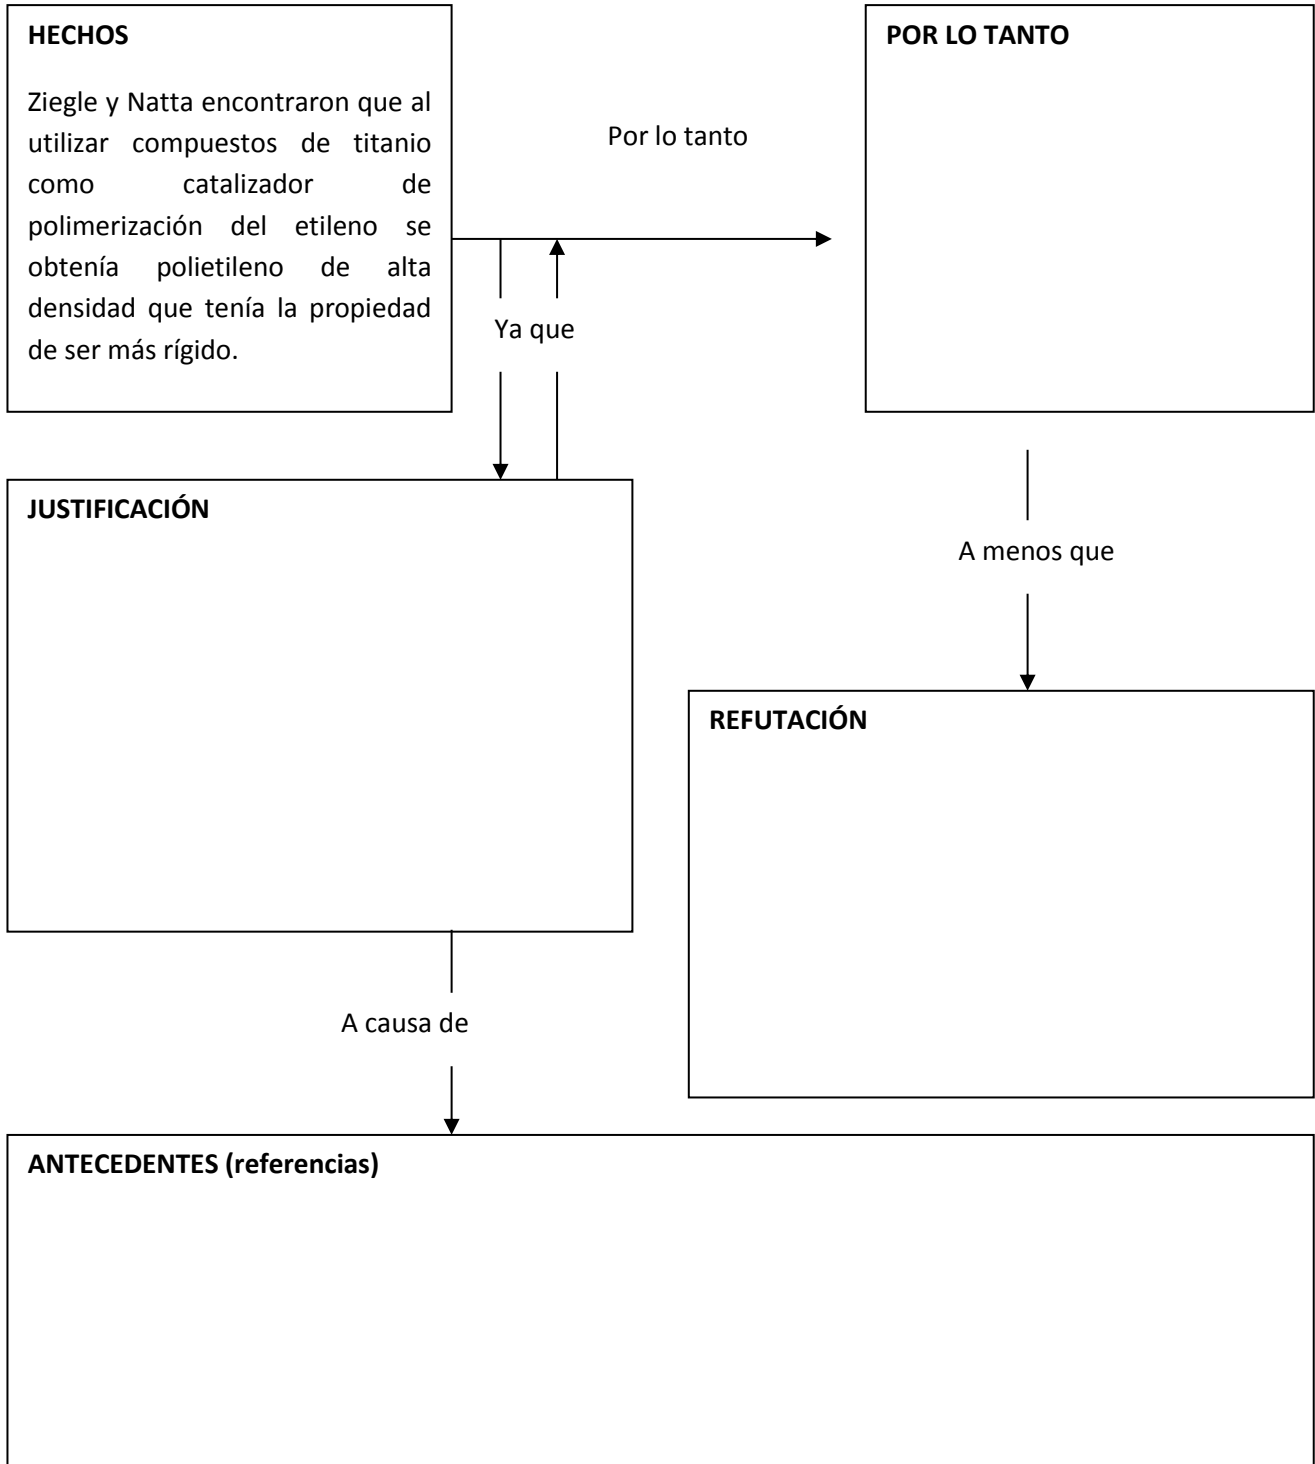 HECHOS
Ziegle y Natta encontraron que al
utilizar compuestos de titanio
como catalizador de
polimerización del etileno se
obtenía polietileno de alta
densidad que tenía la propiedad
de ser más rígido.
Por lo tanto
POR LO TANTO
Ya que
JUSTIFICACIÓN
A menos que
REFUTACIÓN
A causa de
ANTECEDENTES (referencias)